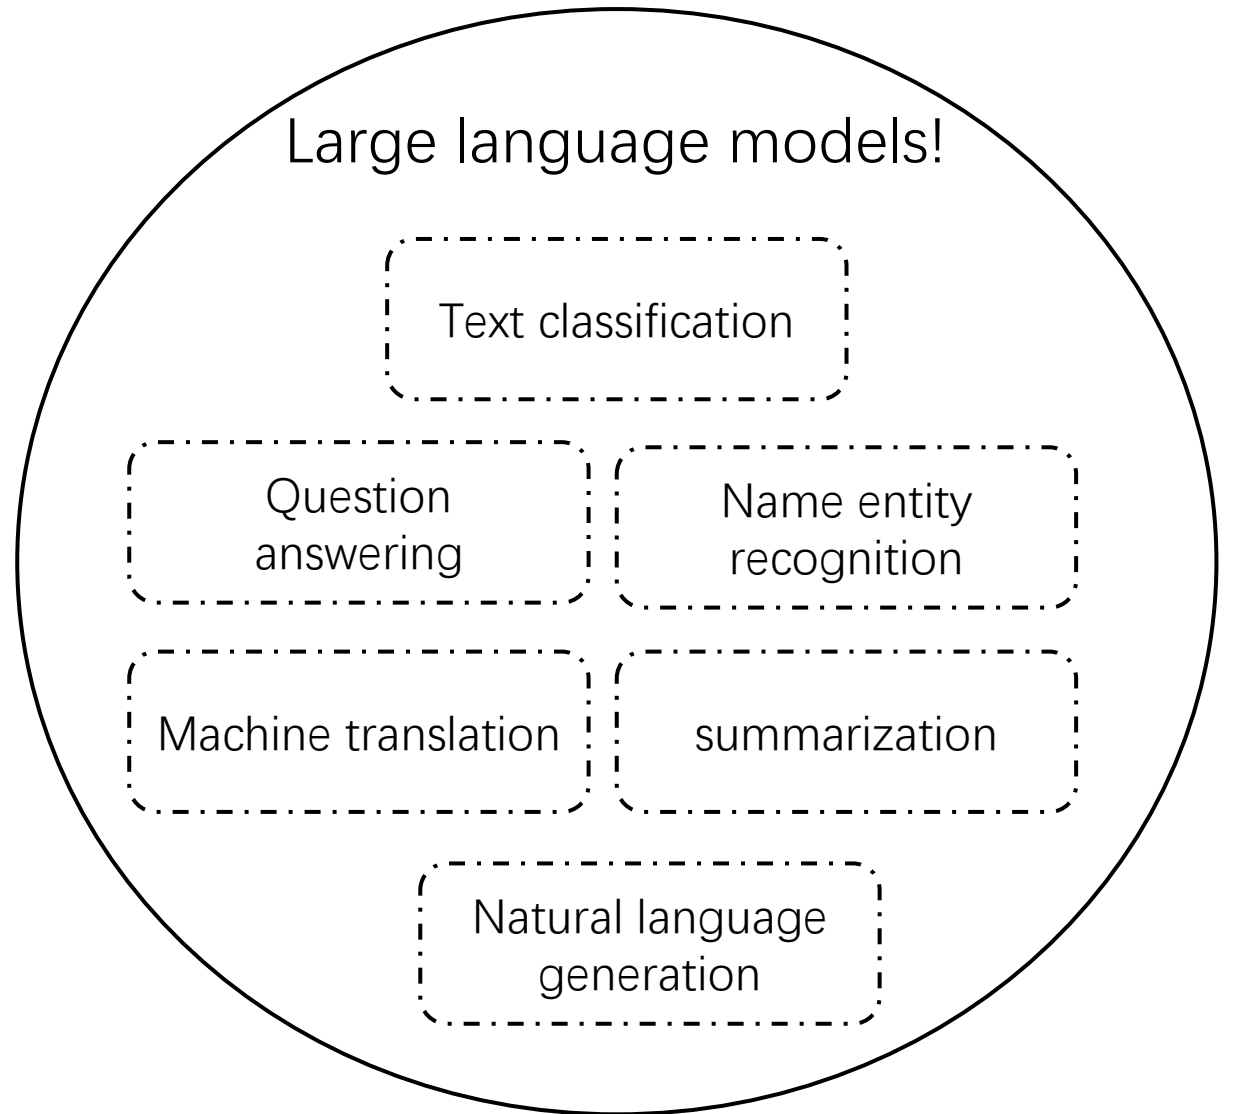 Large language models!
Text classification
Question
answering
Name entity
recognition
Machine translation
summarization
Natural language
generation